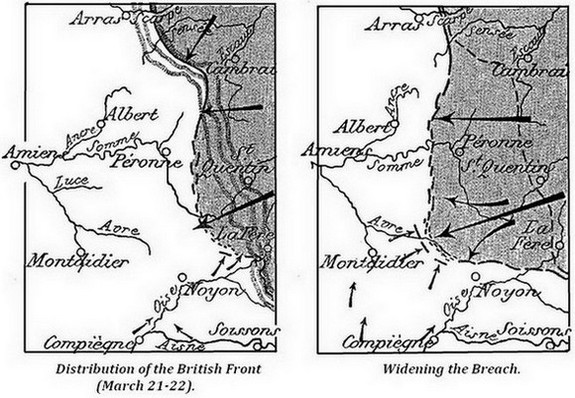 Arras
Scarpe
Cambrai
Albert
Ancre
Somme
Amiens
Péronne
St
Quentin
Luce
Avre
La Fère
Montdidier
Noyon
Oise
Compiègne
Aisne
Soissons
Distribution of the British Front
(March 21-22).
Arras
Scarpe
Sensée
Cambrai
Ancre
Albert
Amiens
Somme
Péronne
St Quentin
Avre
La
Fère
Montdidier
Noyon
Oise
Compiègne
Aisne
Soissons
Widening the Breach.